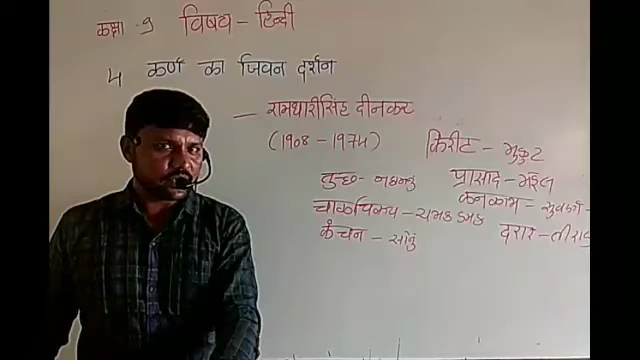 कक्षा - 9 विषय - हिन्दी
4 कर्ण का जिवन दर्शन
— रामधारीसिंह दीनकर
(1908 - 1974)
किरीट - मुकुट
तुच्छ -
प्रासाद - महेल
चाकचिक्य - चमक दमक
कनकाभ - सुवर्ण -
कंचन - सोनुं
दरार - तीराड